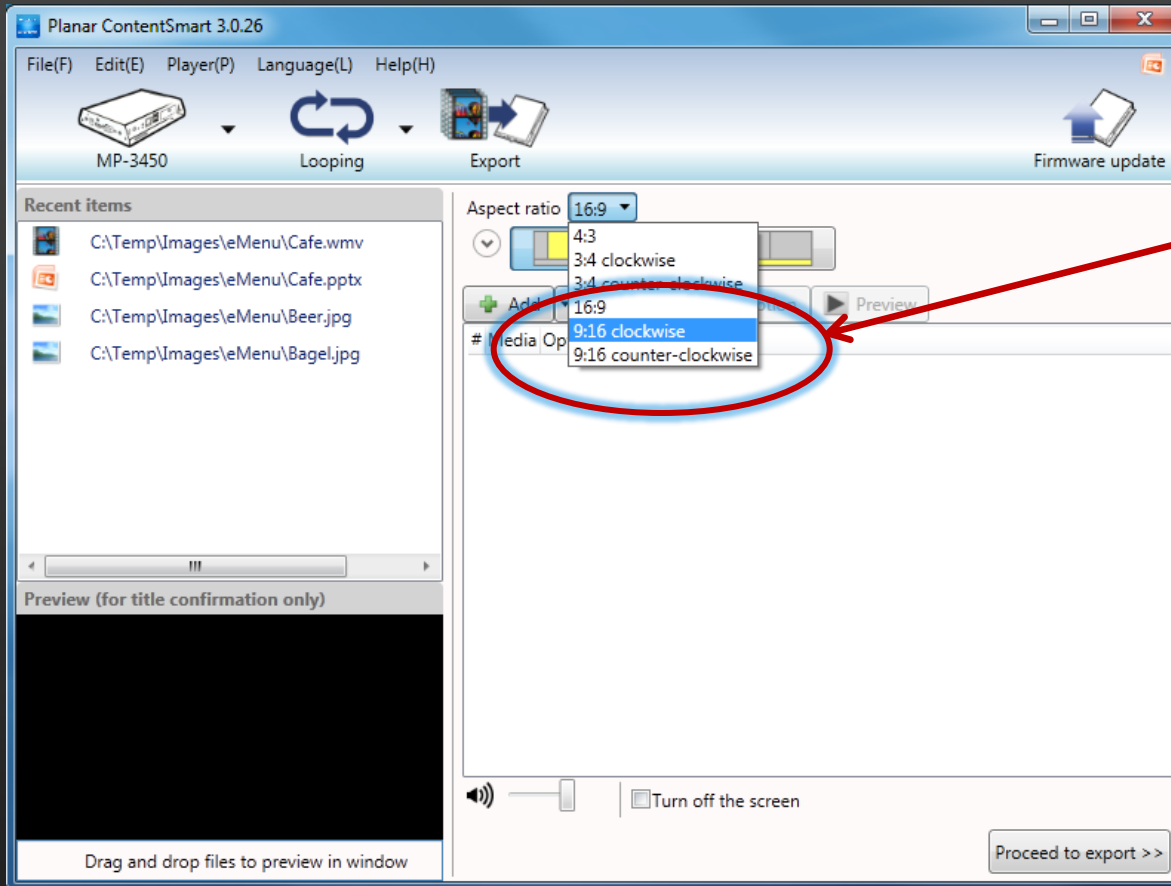 Planar ContentSmart 3.0.26
File(F) Edit(E) Player(P) Language(L) Help(H)
MP-3450 Looping Export Firmware update
Recent items
C:\Temp\Images\eMenu\Cafe.wmv
C:\Temp\Images\eMenu\Cafe.pptx
C:\Temp\Images\eMenu\Beer.jpg
C:\Temp\Images\eMenu\Bagel.jpg
Preview (for title confirmation only)
Drag and drop files to preview in window
Aspect ratio 16:9
4:3
3:4 clockwise
3:4 counter-clockwise
16:9
9:16 clockwise
9:16 counter-clockwise
Add Preview
# Media Op
Turn off the screen
Proceed to export >>